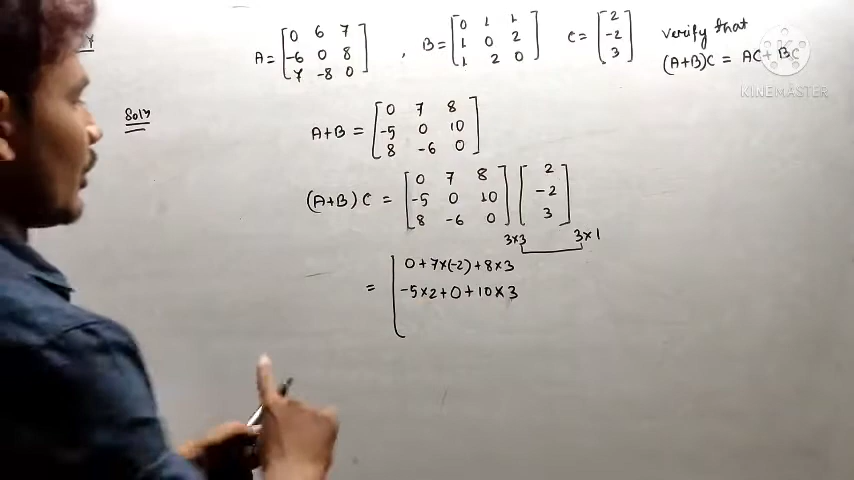 A = [0 6 7
-6 0 8
7 -8 0] , B = [0 1 1
1 0 2
1 2 0] C = [2
-2
3] verify that
(A+B)C = AC + BC
KINEMASTER
Soln
A+B = [0 7 8
-5 0 10
8 -6 0]
(A+B)C = [0 7 8
-5 0 10
8 -6 0] [2
-2
3]
3×3 3×1
= [0+7×(-2)+8×3
-5×2+0+10×3